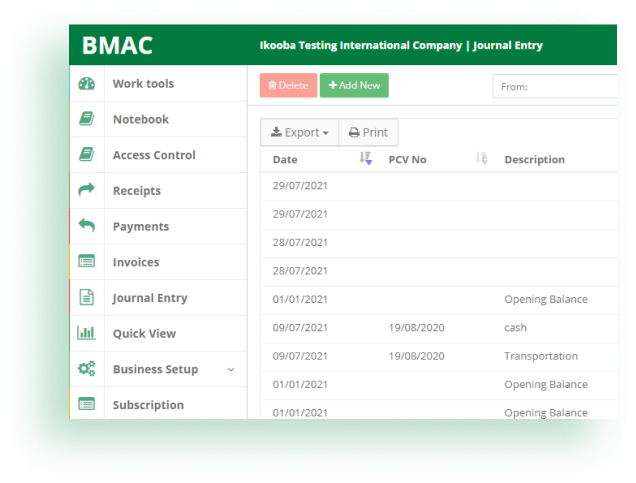 BMAC
Ikooba Testing International Company | Journal Entry
Work tools
Notebook
Access Control
Receipts
Payments
Invoices
Journal Entry
Quick View
Business Setup
Subscription
Delete
+ Add New
From:
Export
Print
Date PCV No Description
29/07/2021
29/07/2021
28/07/2021
28/07/2021
01/01/2021 Opening Balance
09/07/2021 19/08/2020 cash
09/07/2021 19/08/2020 Transportation
01/01/2021 Opening Balance
01/01/2021 Opening Balance